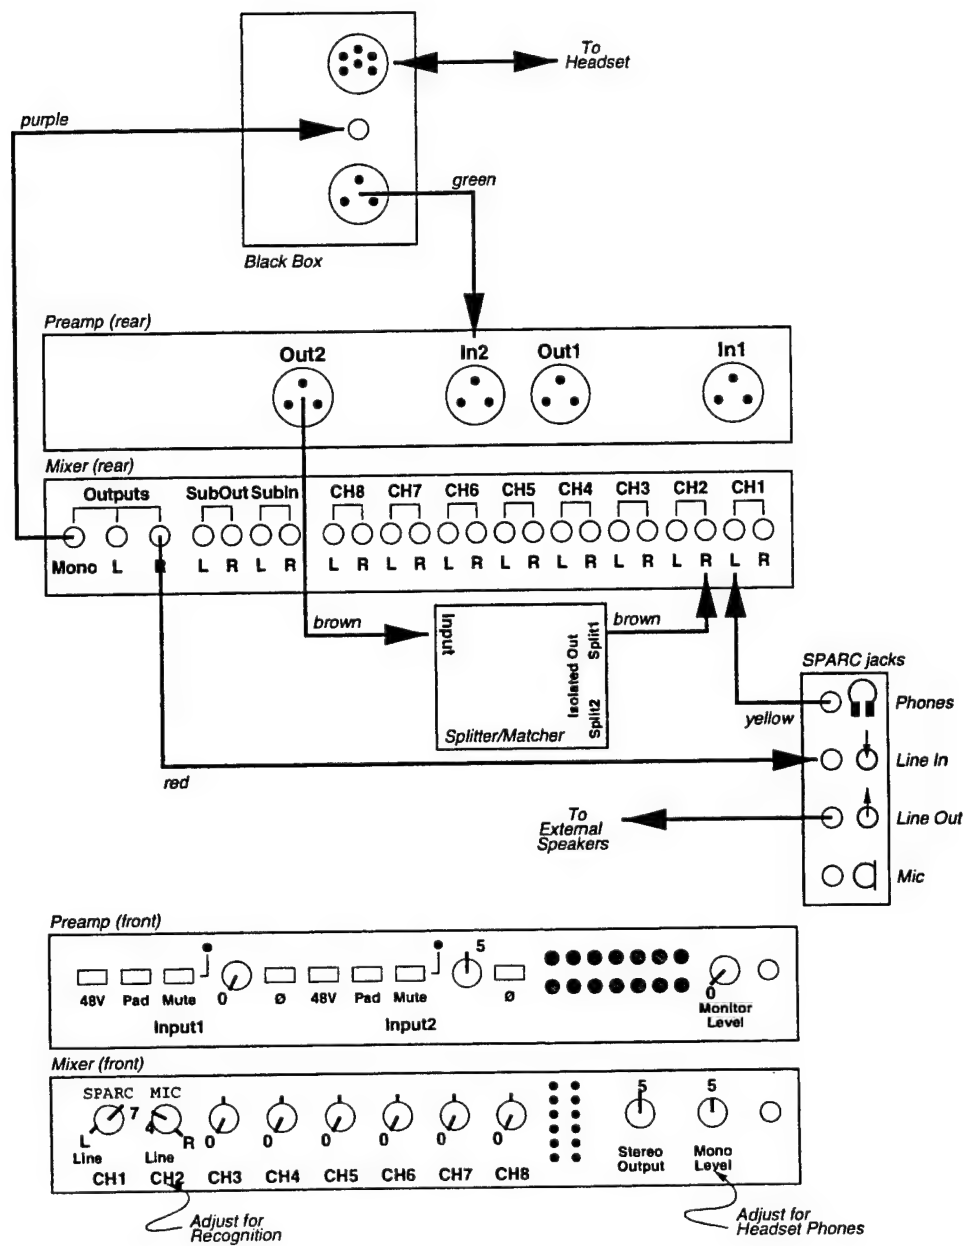 To
Headset
purple
green
Black Box
Preamp (rear)
Out2 In2 Out1 In1
Mixer (rear)
Outputs SubOut SubIn CH8 CH7 CH6 CH5 CH4 CH3 CH2 CH1
Mono L R L R L R L R L R L R L R L R L R L R L R
brown
brown
Input
Isolated Out
Split1
Split2
Splitter/Matcher
SPARC jacks
Phones
yellow
Line In
red
To
External
Speakers
Line Out
Mic
Preamp (front)
5
48V Pad Mute 0 Ø 48V Pad Mute Ø 0
Input1 Input2
Monitor
Level
Mixer (front)
SPARC MIC
7 4 5 5
L R 0 0 0 0 0 0
Line Line
Stereo
Output
Mono
Level
CH1 CH2 CH3 CH4 CH5 CH6 CH7 CH8
Adjust for
Recognition
Adjust for
Headset Phones